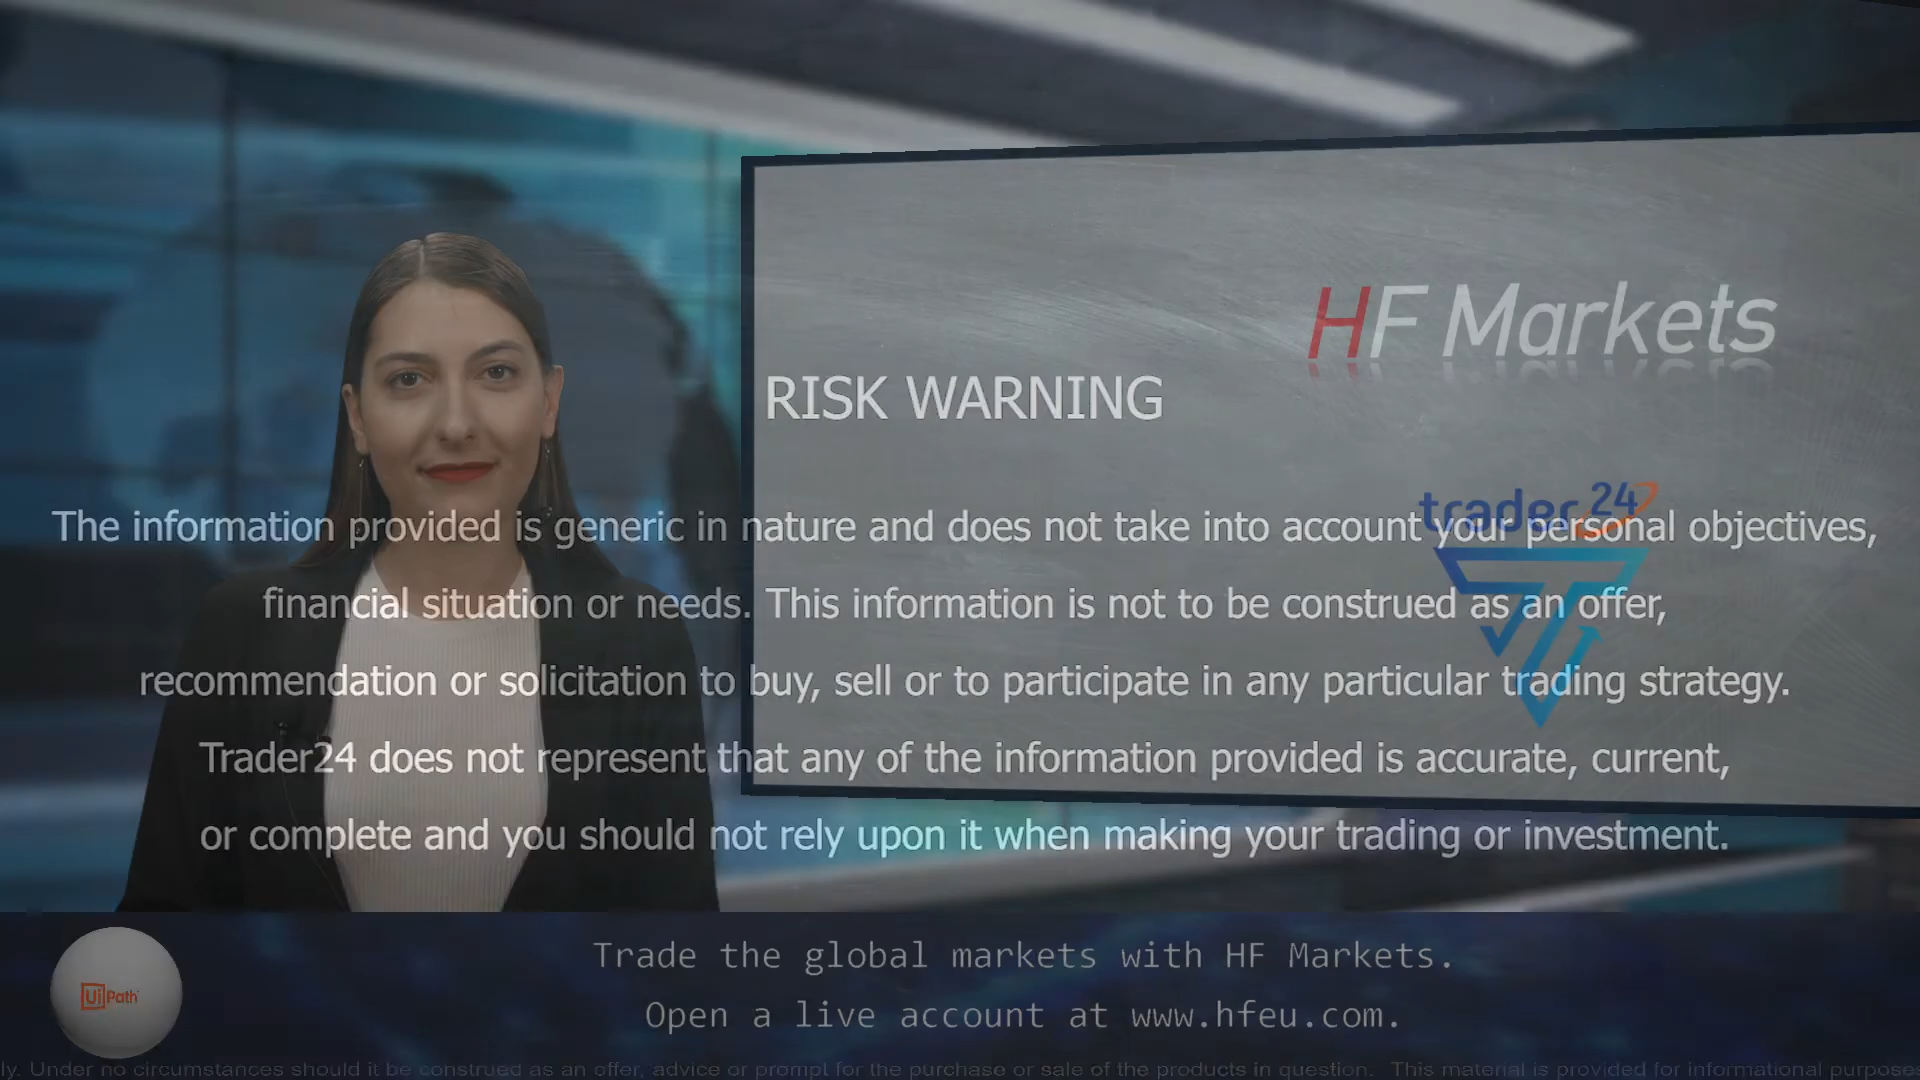 HF Markets
RISK WARNING
trader24
The information provided is generic in nature and does not take into account your personal objectives,
financial situation or needs. This information is not to be construed as an offer,
recommendation or solicitation to buy, sell or to participate in any particular trading strategy.
Trader24 does not represent that any of the information provided is accurate, current,
or complete and you should not rely upon it when making your trading or investment.
Trade the global markets with HF Markets.
Open a live account at www.hfeu.com.
UiPath
ly. Under no circumstances should it be construed as an offer, advice or prompt for the purchase or sale of the products in question. This material is provided for informational purposes